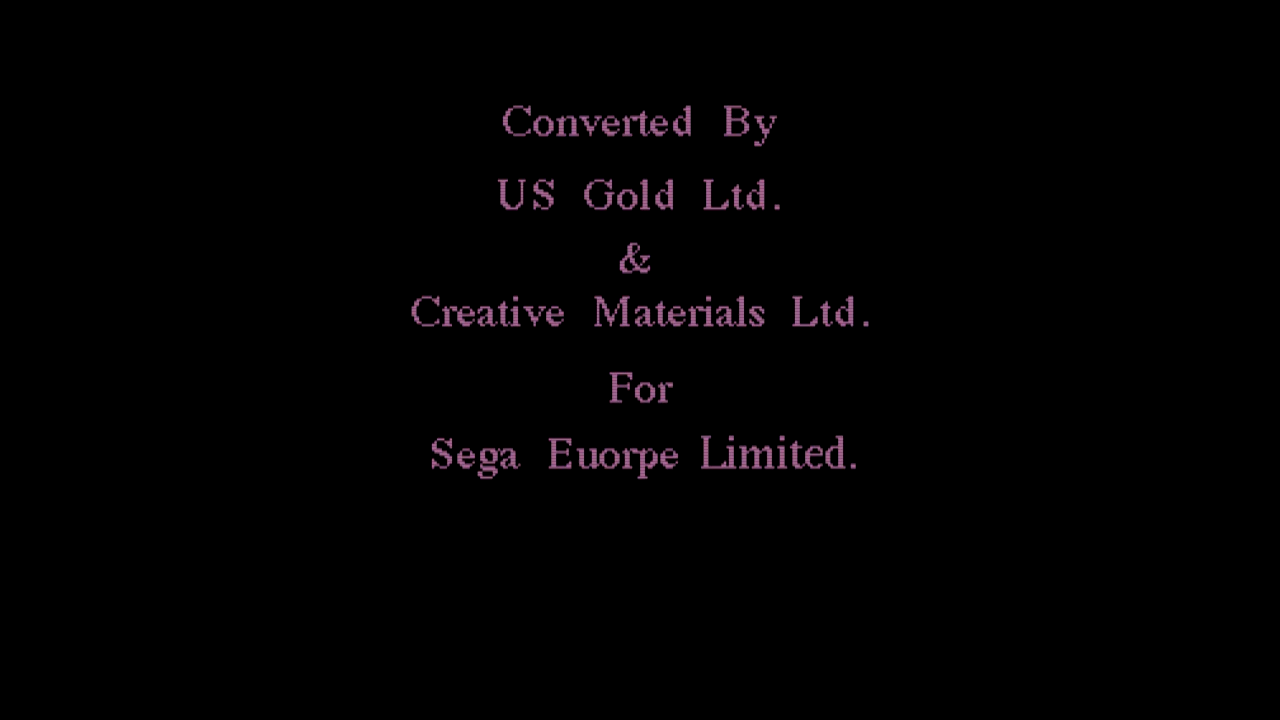 Converted By
US Gold Ltd.
&
Creative Materials Ltd.
For
Sega Euorpe Limited.